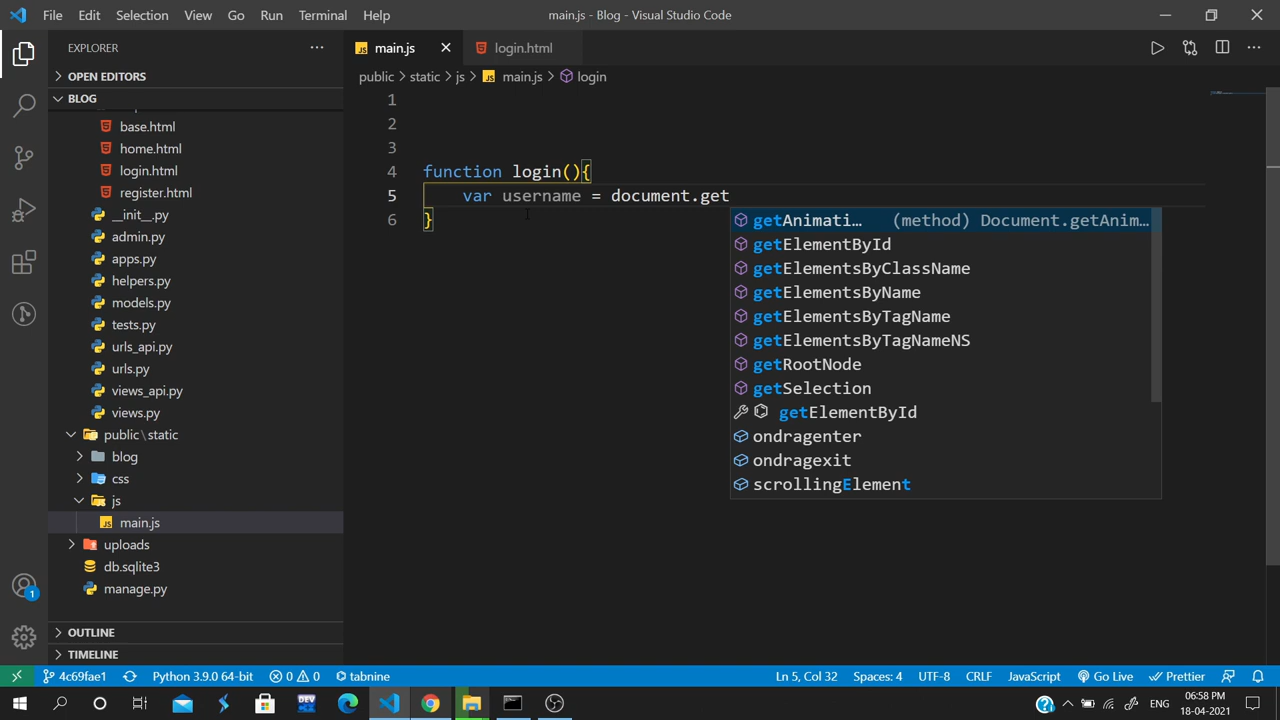 File Edit Selection View Go Run Terminal Help main.js - Blog - Visual Studio Code
EXPLORER
OPEN EDITORS
BLOG
base.html
home.html
login.html
register.html
__init__.py
admin.py
apps.py
helpers.py
models.py
tests.py
urls_api.py
urls.py
views_api.py
views.py
public\static
blog
css
js
main.js
uploads
db.sqlite3
manage.py
OUTLINE
TIMELINE
JS main.js login.html
public > static > js > JS main.js > login
1
2
3
4 function login(){
5 var username = document.get
6 }
getAnimati... (method) Document.getAnim...
getElementById
getElementsByClassName
getElementsByName
getElementsByTagName
getElementsByTagNameNS
getRootNode
getSelection
getElementById
ondragenter
ondragexit
scrollingElement
1
4c69fae1 Python 3.9.0 64-bit 0 0 tabnine Ln 5, Col 32 Spaces: 4 UTF-8 CRLF JavaScript Go Live Prettier
DEV
06:58 PM
18-04-2021